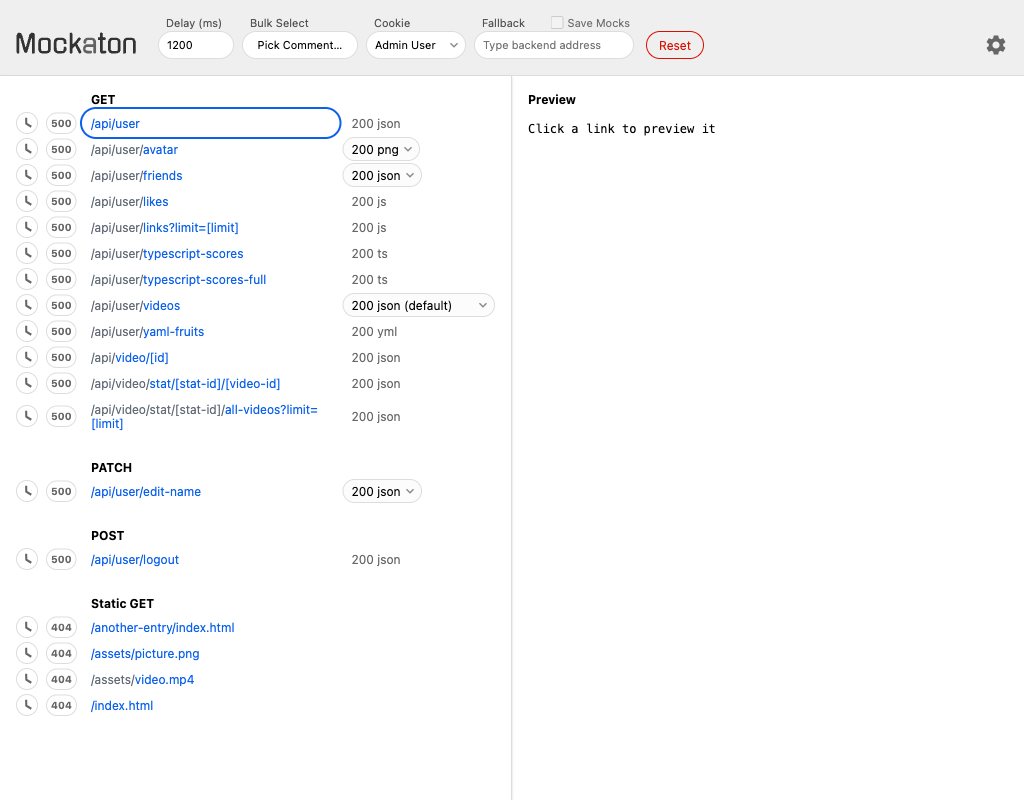 Mockaton
Delay (ms)
1200
Bulk Select
Pick Comment...
Cookie
Admin User
Fallback
Save Mocks
Type backend address
Reset
GET
500 /api/user 200 json
500 /api/user/avatar 200 png
500 /api/user/friends 200 json
500 /api/user/likes 200 js
500 /api/user/links?limit=[limit] 200 js
500 /api/user/typescript-scores 200 ts
500 /api/user/typescript-scores-full 200 ts
500 /api/user/videos 200 json (default)
500 /api/user/yaml-fruits 200 yml
500 /api/video/[id] 200 json
500 /api/video/stat/[stat-id]/[video-id] 200 json
500 /api/video/stat/[stat-id]/all-videos?limit= 200 json
[limit]
PATCH
500 /api/user/edit-name 200 json
POST
500 /api/user/logout 200 json
Static GET
404 /another-entry/index.html
404 /assets/picture.png
404 /assets/video.mp4
404 /index.html
Preview
Click a link to preview it